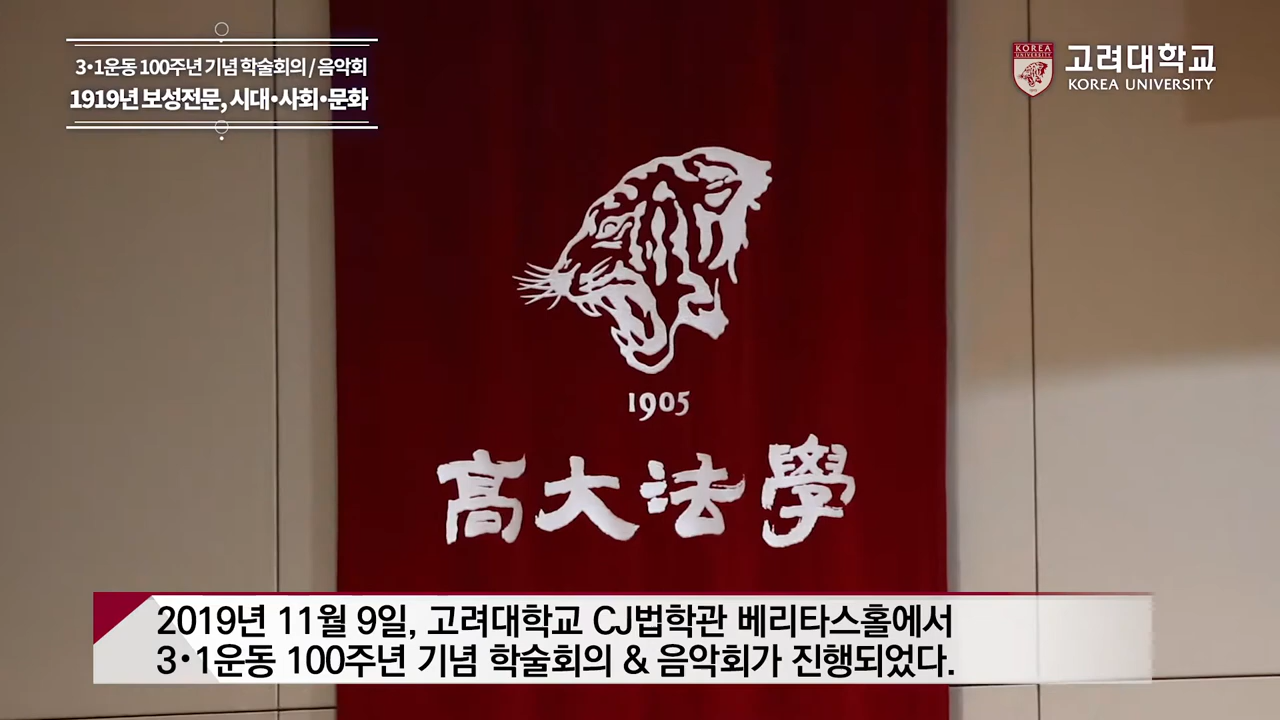 3·1운동 100주년 기념 학술회의 / 음악회
1919년 보성전문, 시대·사회·문화
KOREA
UNIVERSITY
고려대학교
KOREA UNIVERSITY
1905
高大法學
2019년 11월 9일, 고려대학교 CJ법학관 베리타스홀에서
3·1운동 100주년 기념 학술회의 & 음악회가 진행되었다.